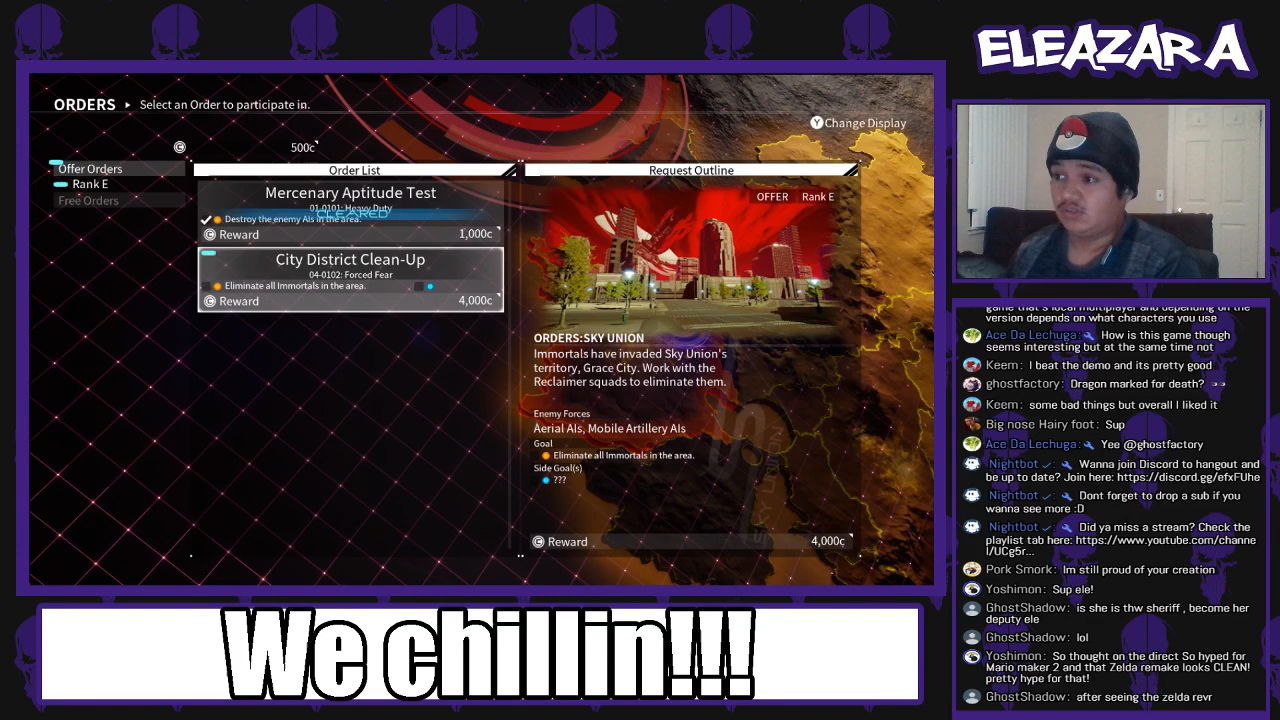 ELEAZARA
ORDERS ▸ Select an Order to participate in.
Y Change Display
C 500c
Offer Orders
Rank E
Free Orders
Order List
Mercenary Aptitude Test
01-0101: Heavy Duty
CLEARED
Destroy the enemy AIs in the area.
C Reward 1,000c
City District Clean-Up
04-0102: Forced Fear
Eliminate all Immortals in the area.
C Reward 4,000c
Request Outline
OFFER Rank E
ORDERS:SKY UNION
Immortals have invaded Sky Union's
territory, Grace City. Work with the
Reclaimer squads to eliminate them.
Enemy Forces
Aerial AIs, Mobile Artillery AIs
Goal
Eliminate all Immortals in the area.
Side Goal(s)
???
C Reward 4,000c
game that's local multiplayer and depending on the
version depends on what characters you use
Ace Da Lechuga: How is this game though
seems interesting but at the same time not
Keem: I beat the demo and its pretty good
ghostfactory: Dragon marked for death?
Keem: some bad things but overall I liked it
Big nose Hairy foot: Sup
Ace Da Lechuga: Yee @ghostfactory
Nightbot: Wanna join Discord to hangout and
be up to date? Join here: https://discord.gg/efxFUhe
Nightbot: Dont forget to drop a sub if you
wanna see more :D
Nightbot: Did ya miss a stream? Check the
playlist tab here: https://www.youtube.com/channe
l/UCg5r...
Pork Smork: Im still proud of your creation
Yoshimon: Sup ele!
GhostShadow: is she is thw sheriff , become her
deputy ele
GhostShadow: lol
Yoshimon: So thought on the direct So hyped for
Mario maker 2 and that Zelda remake looks CLEAN!
pretty hype for that!
GhostShadow: after seeing the zelda revr
We chillin!!!